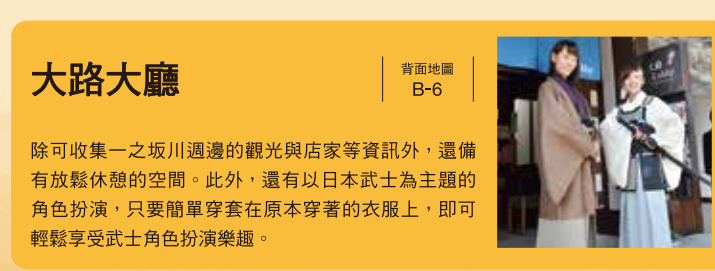 大路大廳
背面地圖
B-6
除可收集一之坂川週邊的觀光與店家等資訊外，還備
有放鬆休憩的空間。此外，還有以日本武士為主題的
角色扮演，只要簡單穿套在原本穿著的衣服上，即可
輕鬆享受武士角色扮演樂趣。